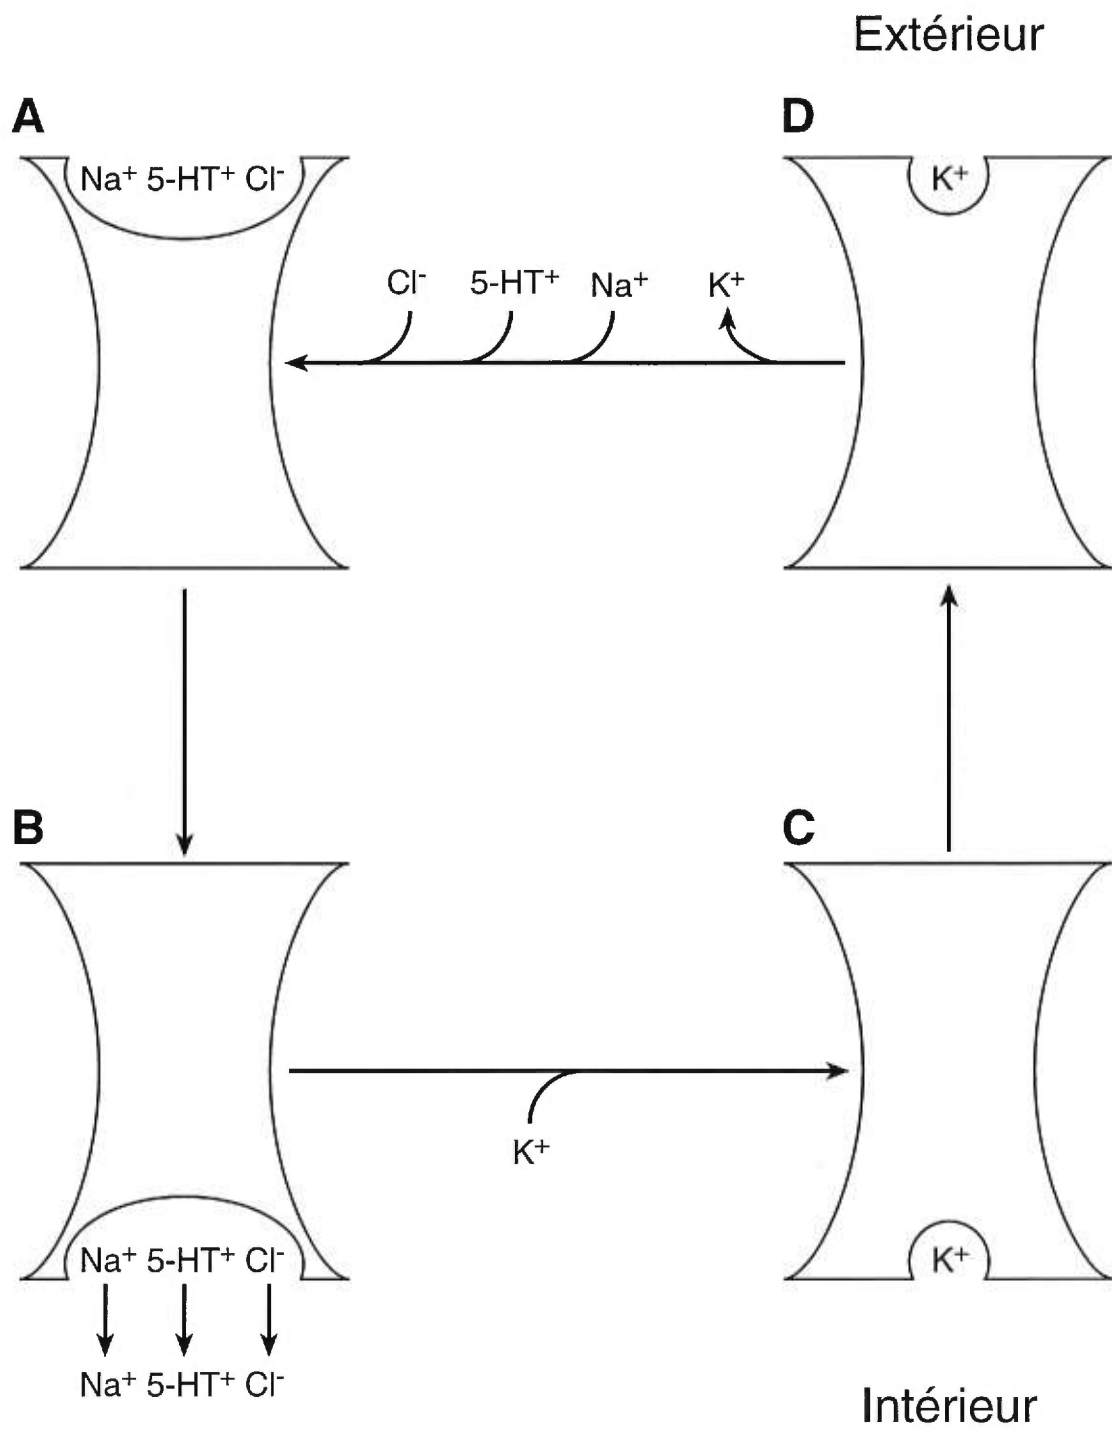 Extérieur
A
D
Na⁺ 5-HT⁺ Cl⁻
K⁺
Cl⁻ 5-HT⁺ Na⁺ K⁺
B
C
K⁺
Na⁺ 5-HT⁺ Cl⁻
K⁺
Na⁺ 5-HT⁺ Cl⁻
Intérieur